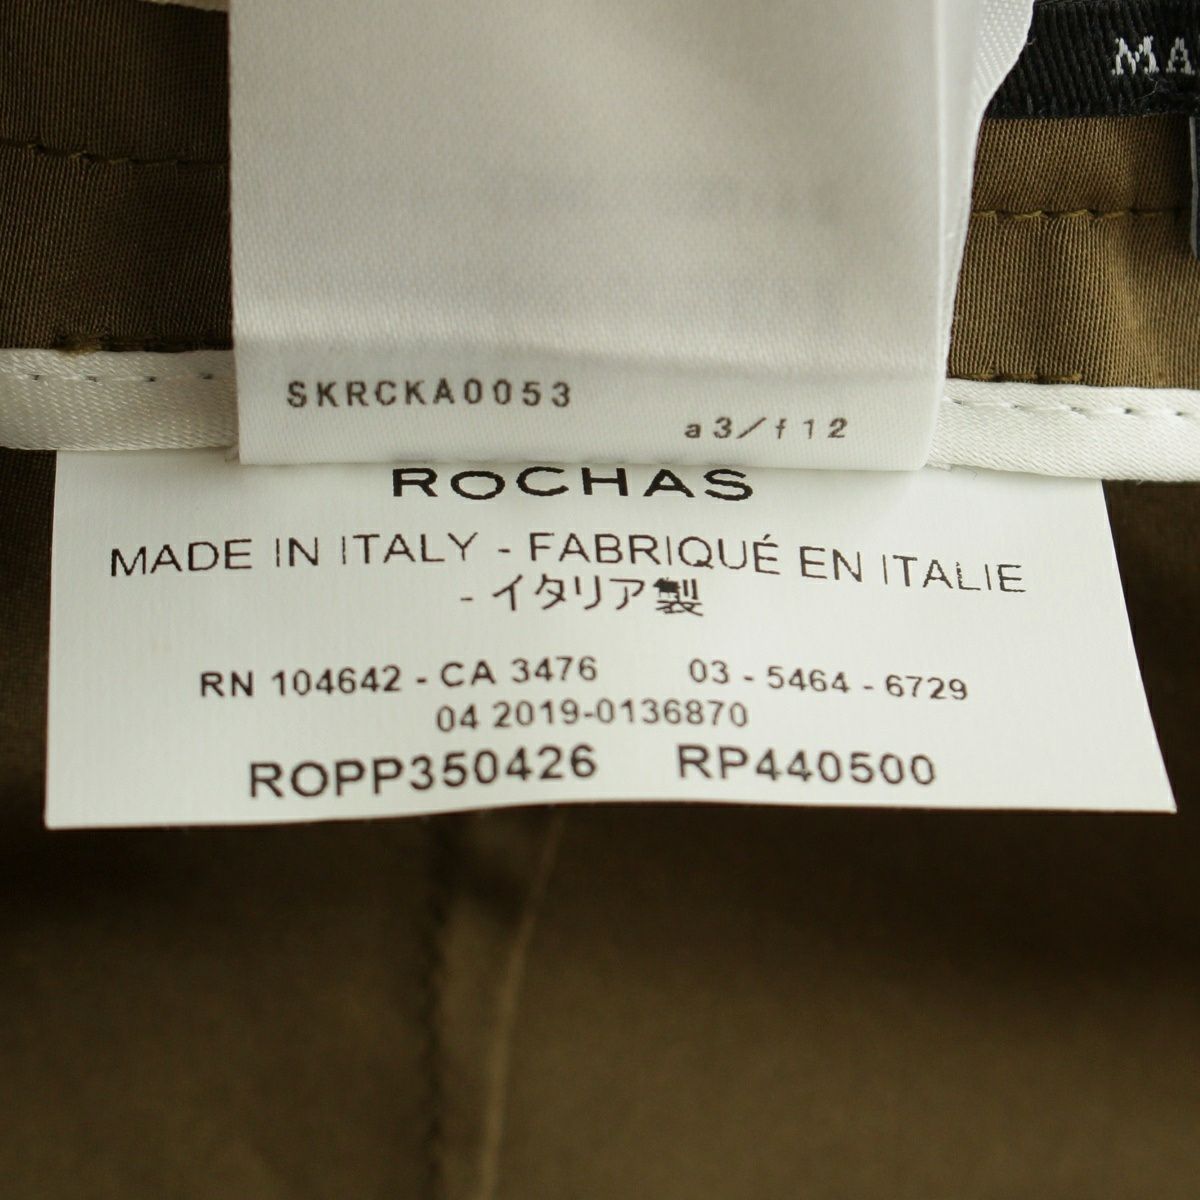 MA
SKRCKA0053
a3/f12
ROCHAS
MADE IN ITALY - FABRIQUÉ EN ITALIE
- イタリア製
RN 104642 - CA 3476 03 - 5464 - 6729
04 2019-0136870
ROPP350426 RP440500